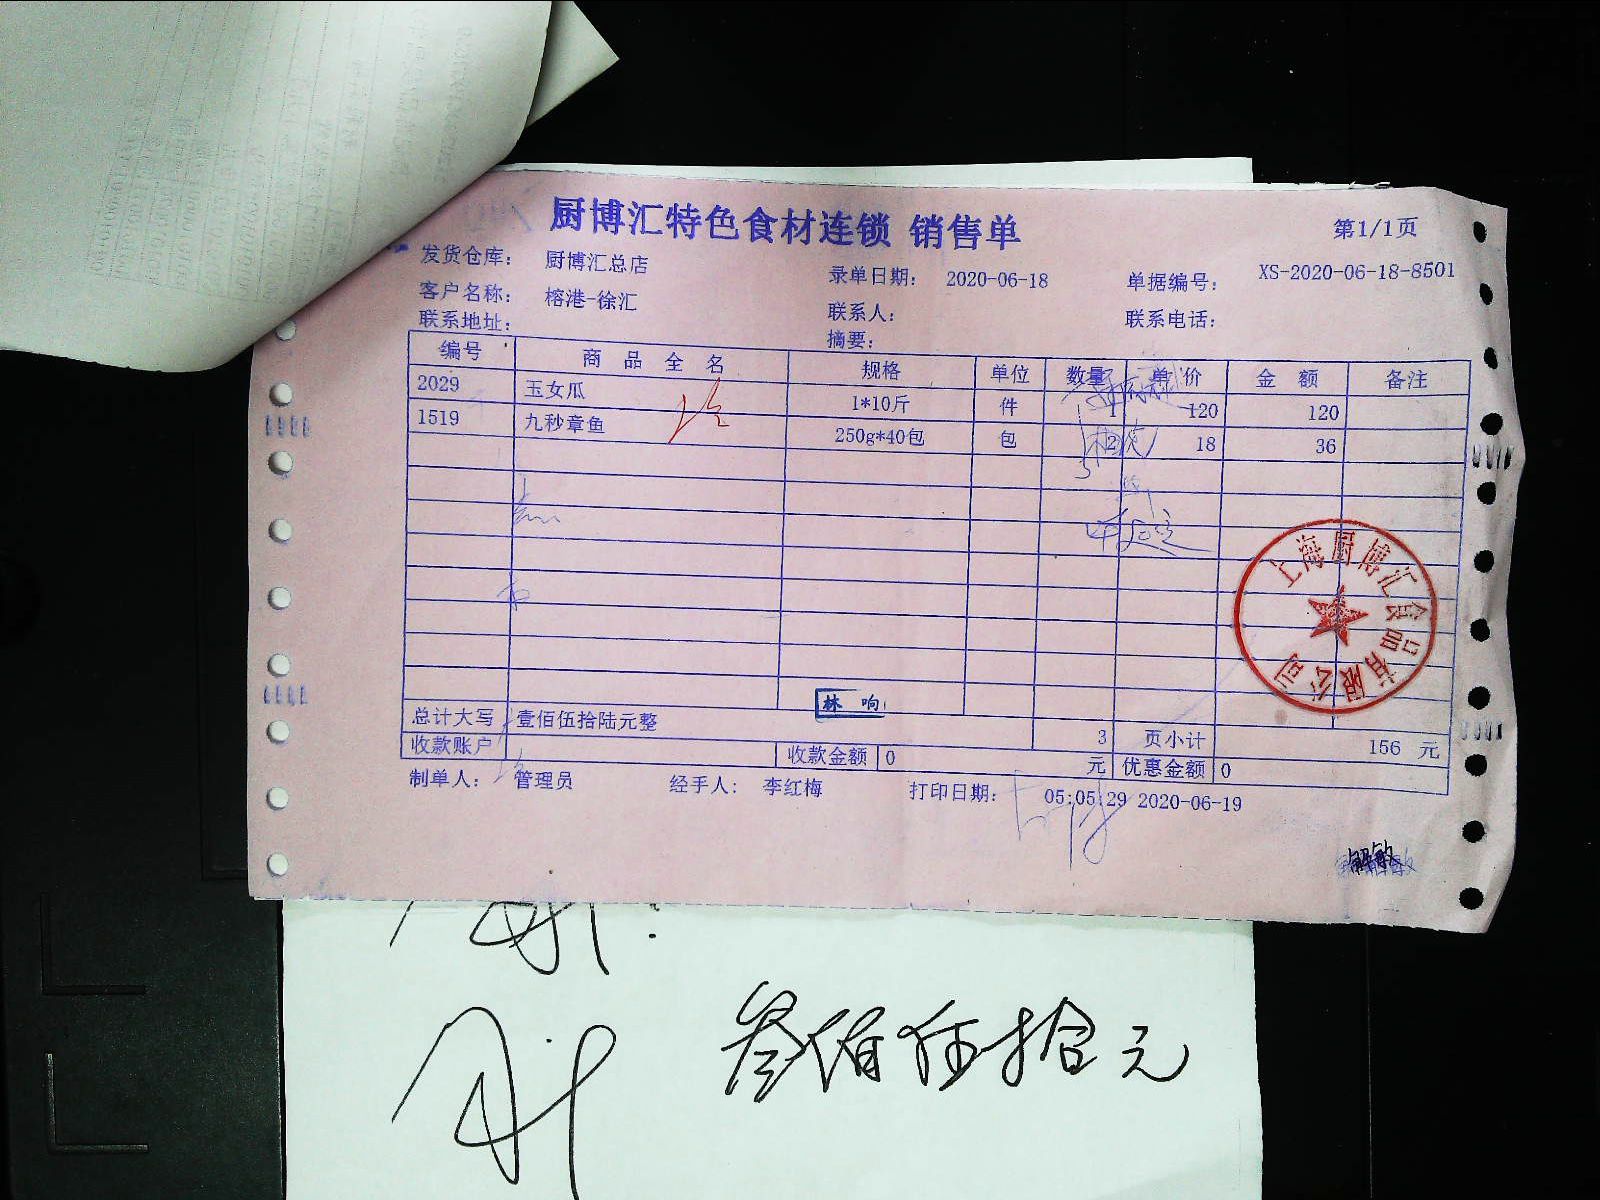 厨博汇特色食材连锁 销售单
第1/1页
发货仓库： 厨博汇总店 录单日期： 2020-06-18 单据编号： XS-2020-06-18-8501
客户名称： 榕港-徐汇 联系人： 联系电话：
联系地址： 摘要：
编号 商品全名 规格 单位 数量 单价 金额 备注
2029 玉女瓜 1*10斤 件 1 120 120
1519 九秒章鱼 250g*40包 包 2 18 36
上海厨博汇食品有限公司
林响
总计大写 壹佰伍拾陆元整 3 页小计 156 元
收款账户 收款金额 0 元 优惠金额 0
制单人： 管理员 经手人： 李红梅 打印日期： 05:05:29 2020-06-19
解敏
叁佰伍拾元